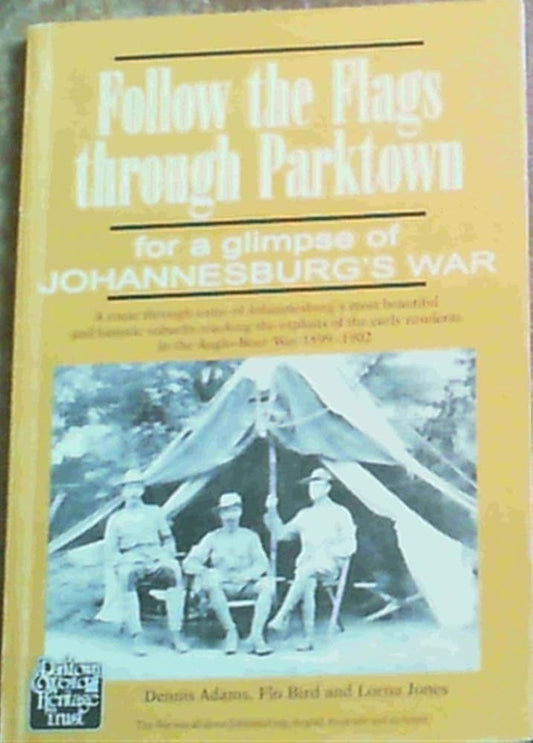 Follow the Flags
through Parktown
for a glimpse of
JOHANNESBURG'S WAR
A route through some of Johannesburg's most beautiful
and historic suburbs tracking the exploits of the early residents
in the Anglo-Boer War 1899-1902
Parktown
& Westcliff
Heritage
Trust
Dennis Adams, Flo Bird and Lorna Jones